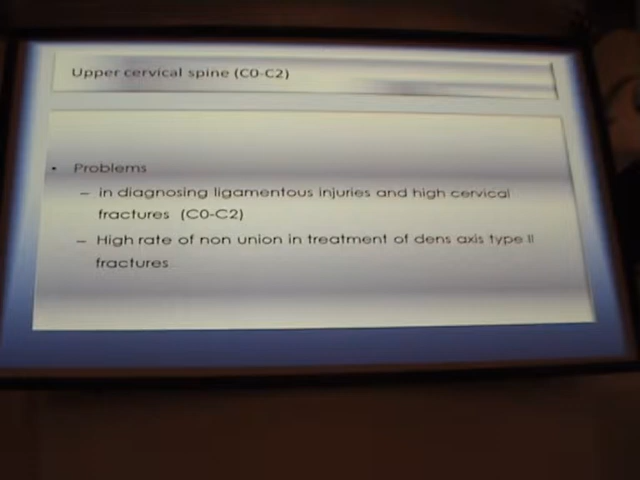 Upper cervical spine (C0-C2)
• Problems
– in diagnosing ligamentous injuries and high cervical
fractures (C0-C2)
– High rate of non union in treatment of dens axis type II
fractures